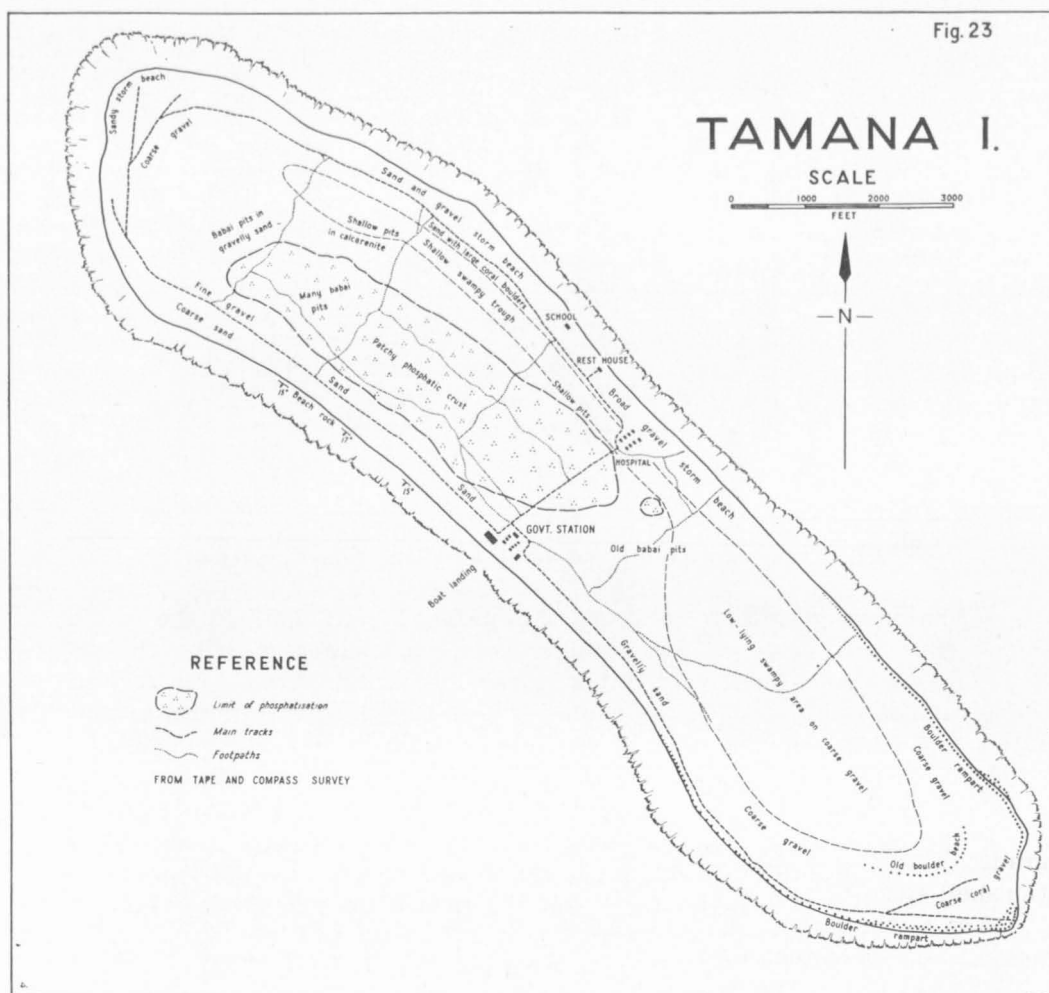 Fig. 23
TAMANA I.
SCALE
0 1000 2000 3000
FEET
N
Sandy storm beach
Coarse gravel
Sand and gravel storm beach
Babai pits in
gravelly sand
Shallow pits
in calcarenite
Sand with large coral boulders
Shallow swampy trough
Many babai
pits
Fine gravel
Coarse sand
SCHOOL
REST HOUSE
Patchy phosphatic crust
Shallow pits
Broad gravel storm beach
Sand
Beach rock
15°
15°
HOSPITAL
Sand
GOVT. STATION
Old babai pits
Boat landing
Low-lying swampy area on coarse gravel
Gravelly sand
REFERENCE
Limit of phosphatisation
Main tracks
Footpaths
FROM TAPE AND COMPASS SURVEY
Boulder rampart
Coarse gravel
Coarse gravel
Old boulder beach
Coarse coral gravel
Boulder rampart